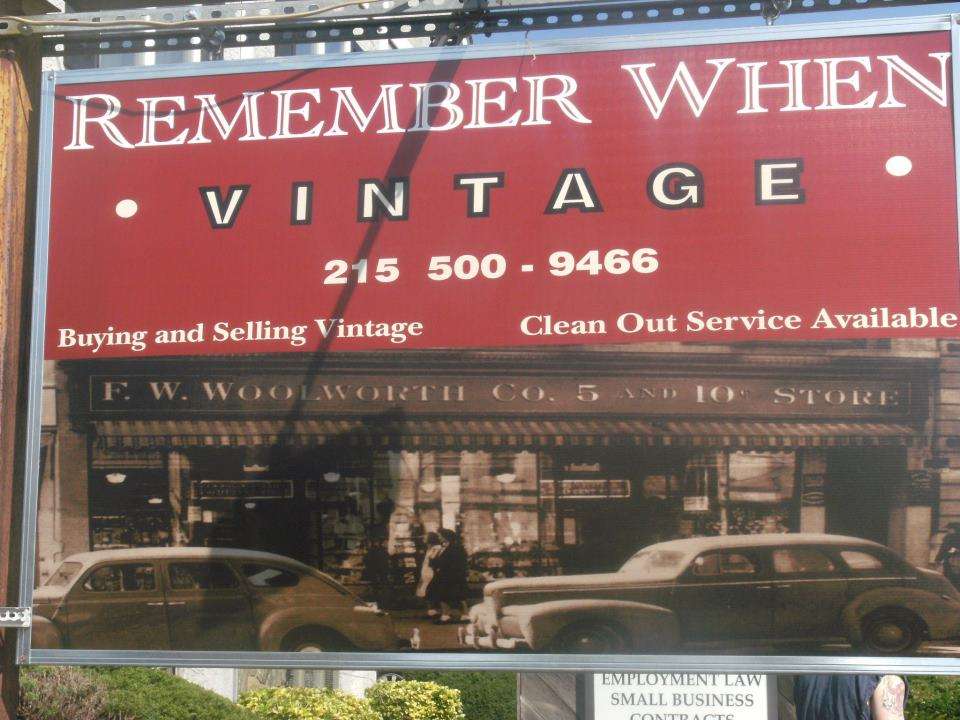 REMEMBER WHEN
• VINTAGE •
215 500 - 9466
Buying and Selling Vintage Clean Out Service Available
F. W. WOOLWORTH CO. 5 AND 10¢ STORE
EMPLOYMENT LAW
SMALL BUSINESS
CONTRACTS